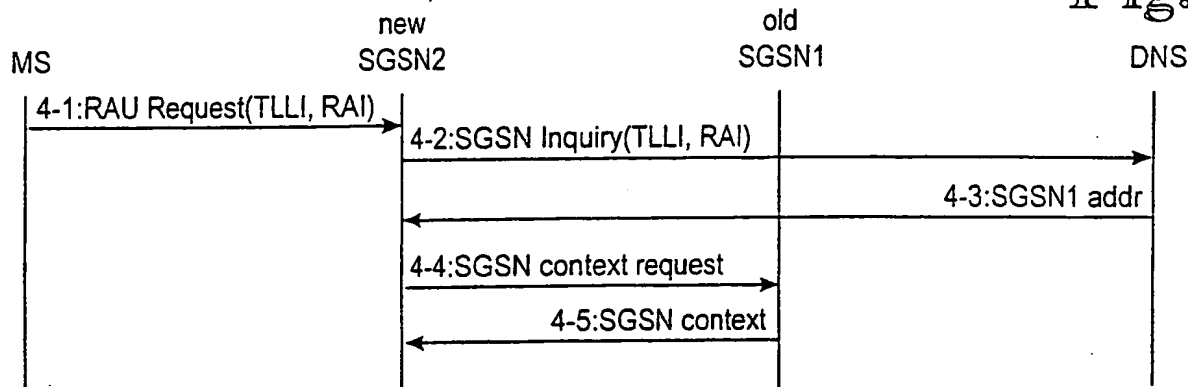 Fig.
new
old
MS
SGSN2
SGSN1
DNS
4-1:RAU Request(TLLI, RAI)
4-2:SGSN Inquiry(TLLI, RAI)
4-3:SGSN1 addr
4-4:SGSN context request
4-5:SGSN context